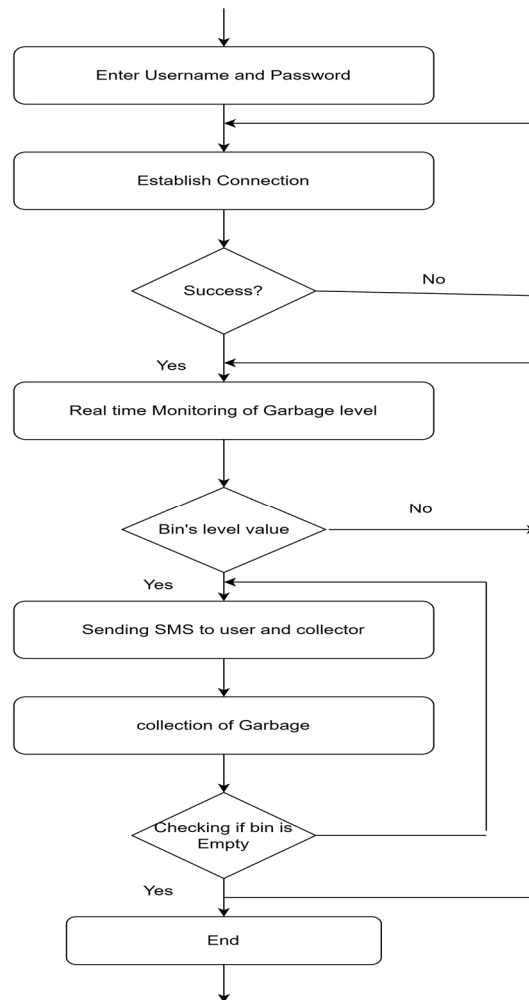 Enter Username and Password
Establish Connection
Success?
No
Yes
Real time Monitoring of Garbage level
Bin's level value
No
Yes
Sending SMS to user and collector
collection of Garbage
Checking if bin is
Empty
Yes
End